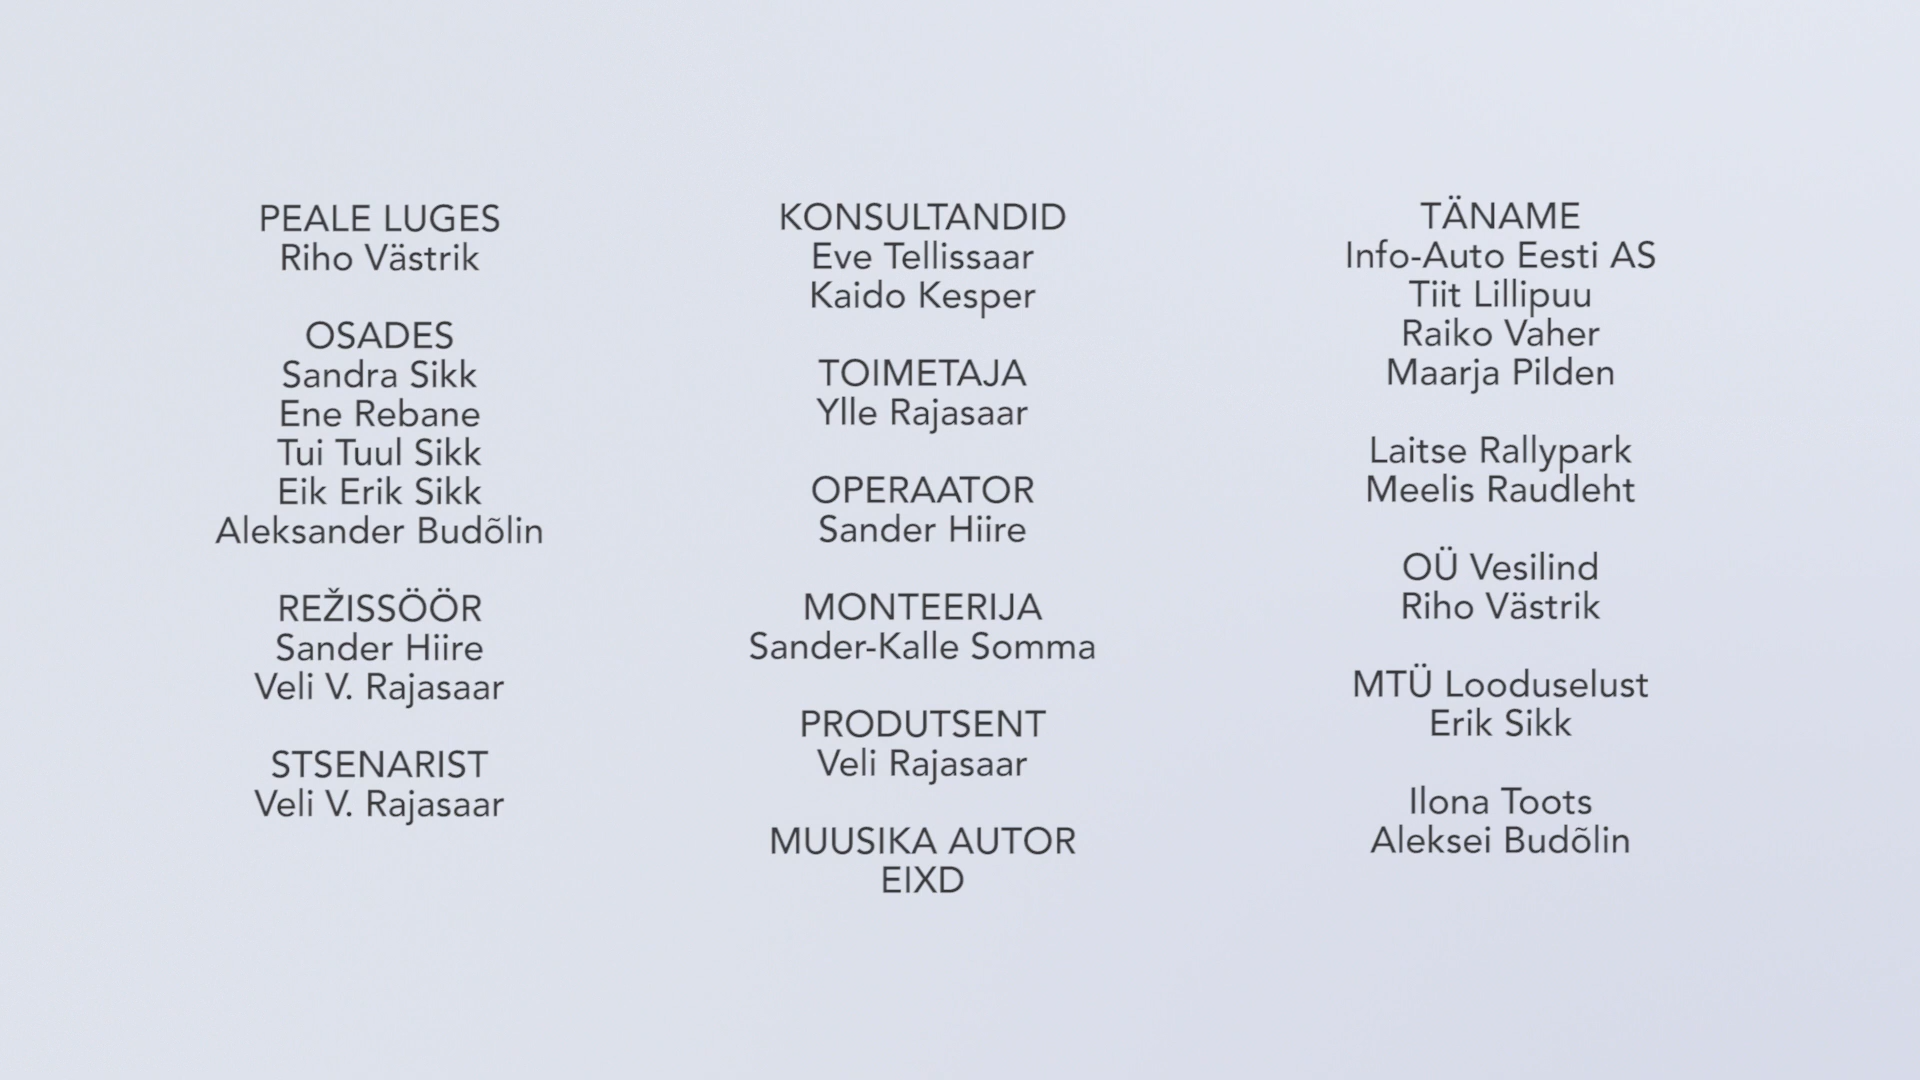 PEALE LUGES
Riho Västrik
OSADES
Sandra Sikk
Ene Rebane
Tui Tuul Sikk
Eik Erik Sikk
Aleksander Budõlin
REŽISSÖÖR
Sander Hiire
Veli V. Rajasaar
STSENARIST
Veli V. Rajasaar
KONSULTANDID
Eve Tellissaar
Kaido Kesper
TOIMETAJA
Ylle Rajasaar
OPERAATOR
Sander Hiire
MONTEERIJA
Sander-Kalle Somma
PRODUTSENT
Veli Rajasaar
MUUSIKA AUTOR
EIXD
TÄNAME
Info-Auto Eesti AS
Tiit Lillipuu
Raiko Vaher
Maarja Pilden
Laitse Rallypark
Meelis Raudleht
OÜ Vesilind
Riho Västrik
MTÜ Looduselust
Erik Sikk
Ilona Toots
Aleksei Budõlin